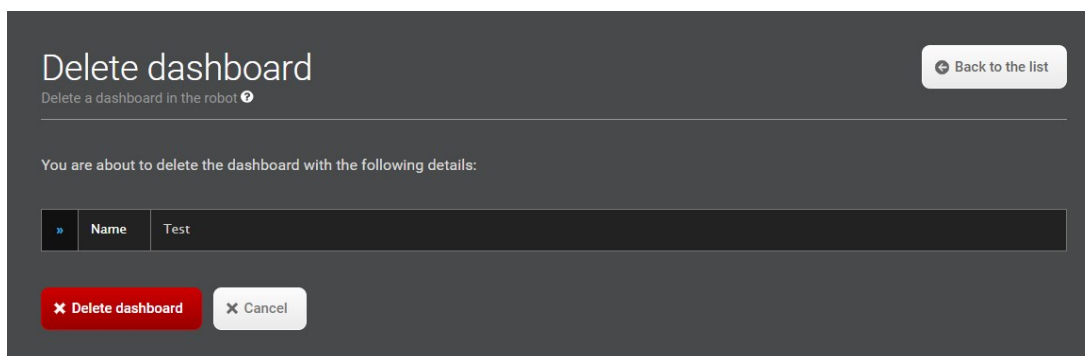 Delete dashboard
Back to the list
Delete a dashboard in the robot ?
You are about to delete the dashboard with the following details:
» Name Test
Delete dashboard
Cancel